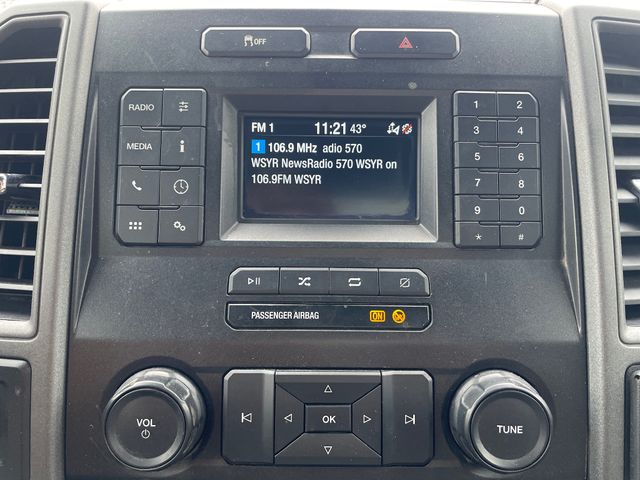 OFF
RADIO
MEDIA
FM 1 11:21 43°
1 106.9 MHz adio 570
WSYR NewsRadio 570 WSYR on
106.9FM WSYR
1 2
3 4
5 6
7 8
9 0
* #
PASSENGER AIRBAG ON
VOL
OK
TUNE